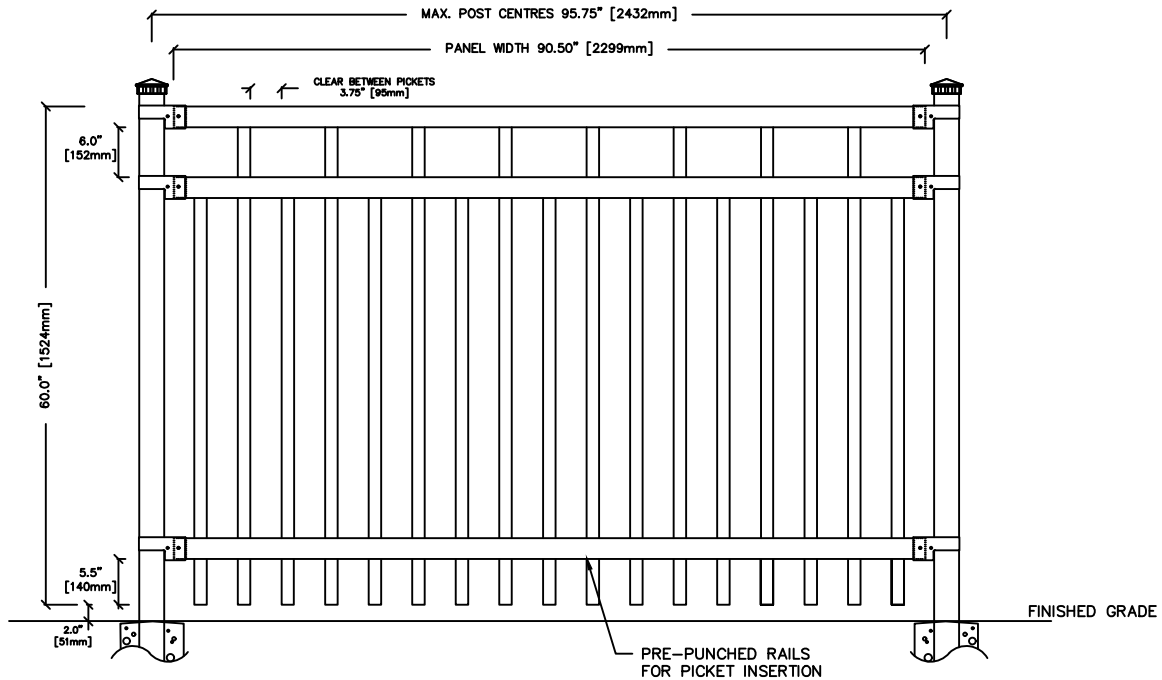 MAX. POST CENTRES 95.75" [2432mm]
PANEL WIDTH 90.50" [2299mm]
CLEAR BETWEEN PICKETS
3.75" [95mm]
6.0"
[152mm]
60.0" [1524mm]
5.5"
[140mm]
2.0"
[51mm]
FINISHED GRADE
PRE-PUNCHED RAILS
FOR PICKET INSERTION